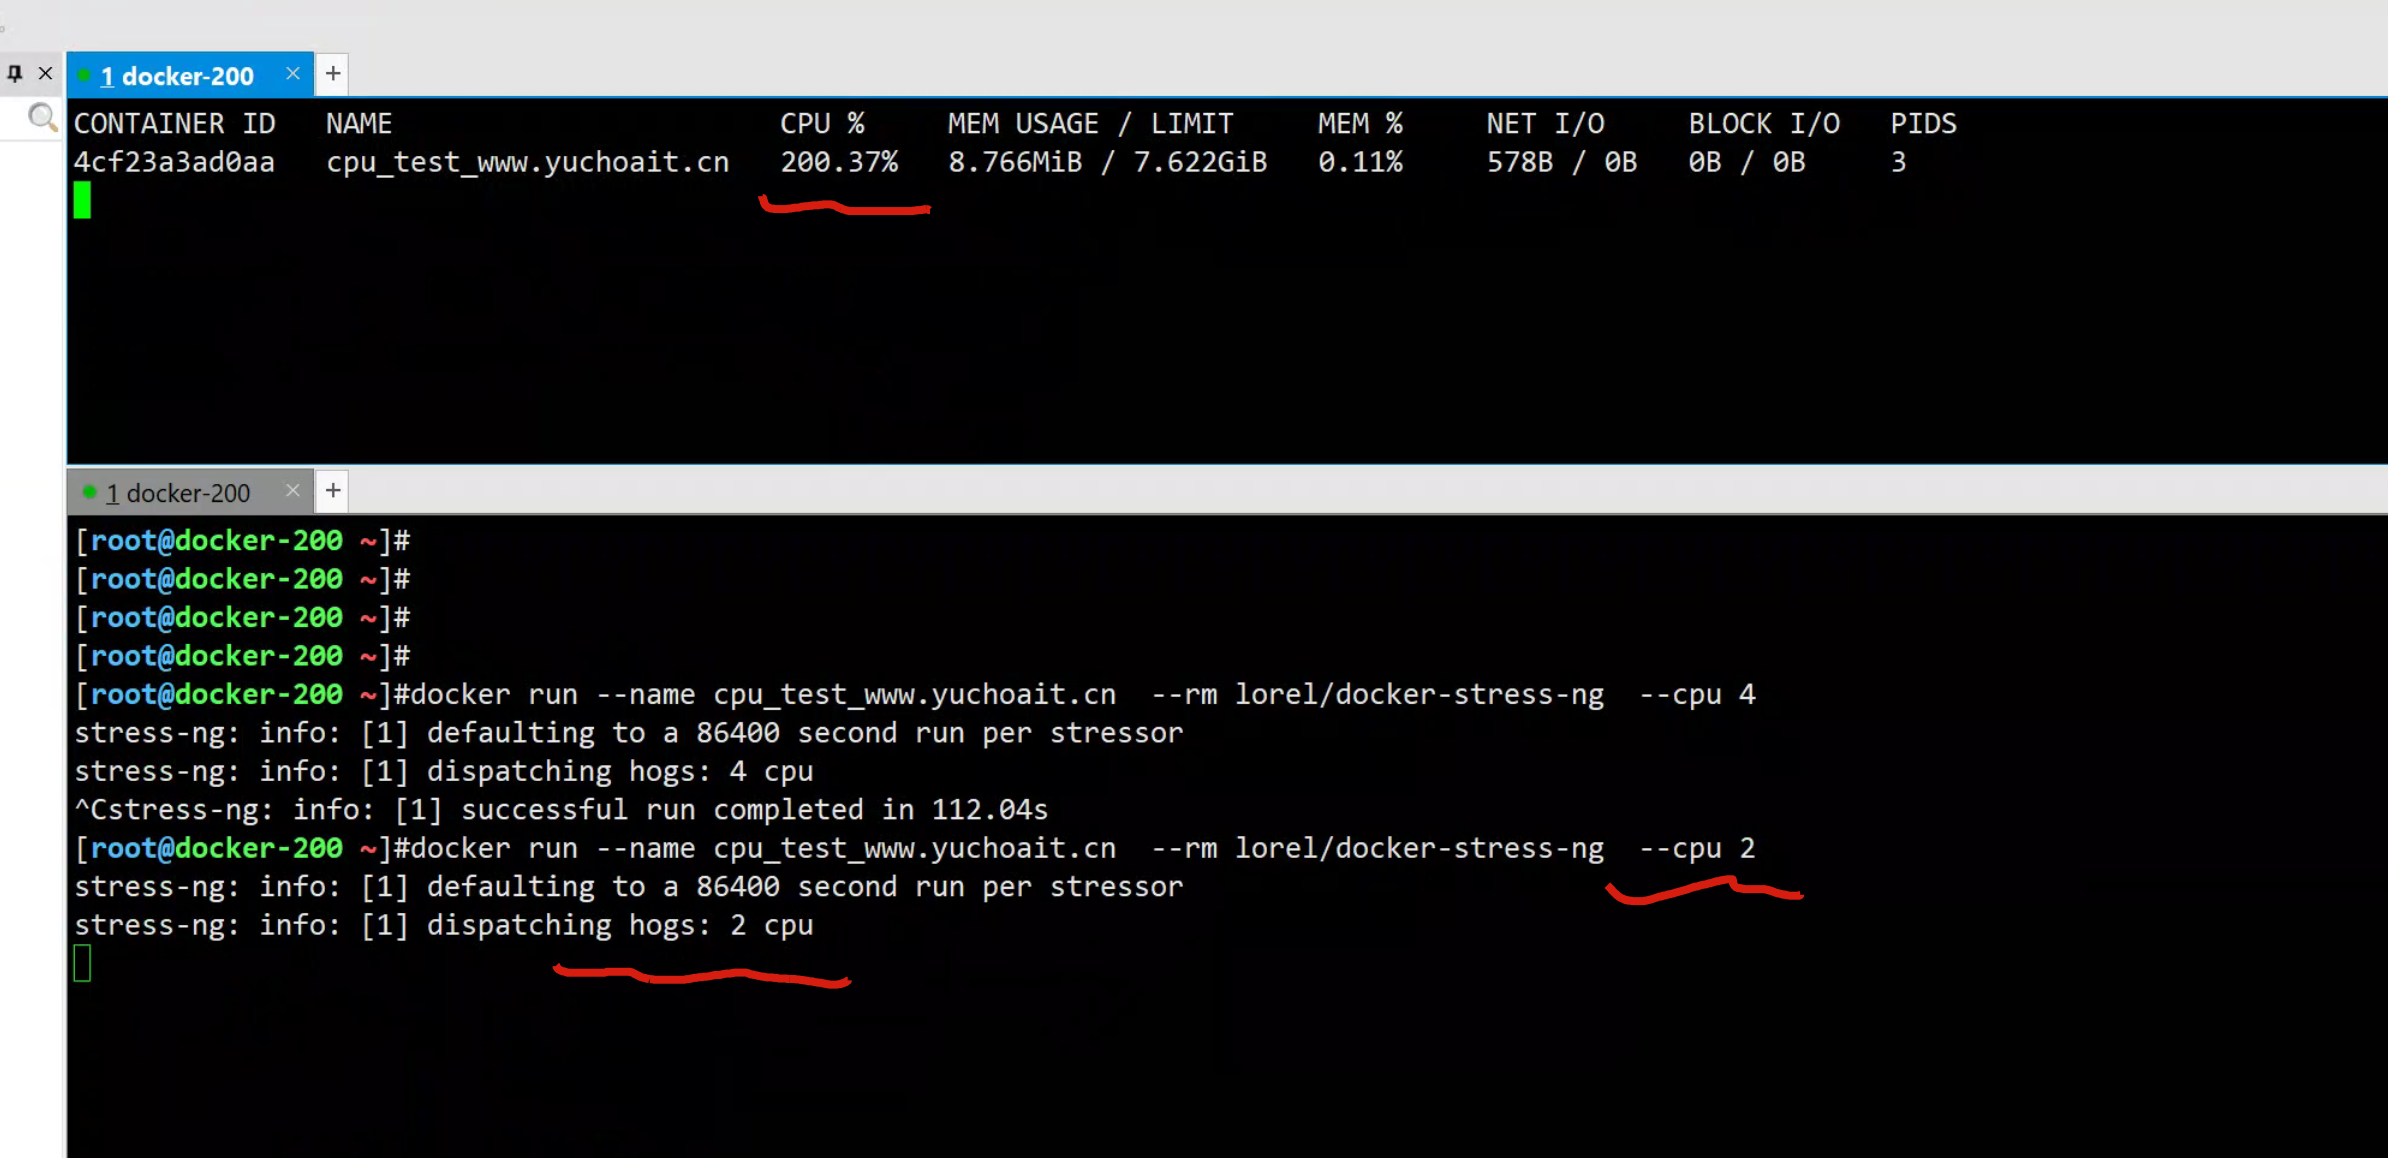 1 docker-200
CONTAINER ID   NAME                       CPU %     MEM USAGE / LIMIT     MEM %     NET I/O     BLOCK I/O   PIDS
4cf23a3ad0aa   cpu_test_www.yuchoait.cn   200.37%   8.766MiB / 7.622GiB   0.11%     578B / 0B   0B / 0B     3
1 docker-200
[root@docker-200 ~]#
[root@docker-200 ~]#
[root@docker-200 ~]#
[root@docker-200 ~]#
[root@docker-200 ~]#docker run --name cpu_test_www.yuchoait.cn  --rm lorel/docker-stress-ng  --cpu 4
stress-ng: info: [1] defaulting to a 86400 second run per stressor
stress-ng: info: [1] dispatching hogs: 4 cpu
^Cstress-ng: info: [1] successful run completed in 112.04s
[root@docker-200 ~]#docker run --name cpu_test_www.yuchoait.cn  --rm lorel/docker-stress-ng  --cpu 2
stress-ng: info: [1] defaulting to a 86400 second run per stressor
stress-ng: info: [1] dispatching hogs: 2 cpu